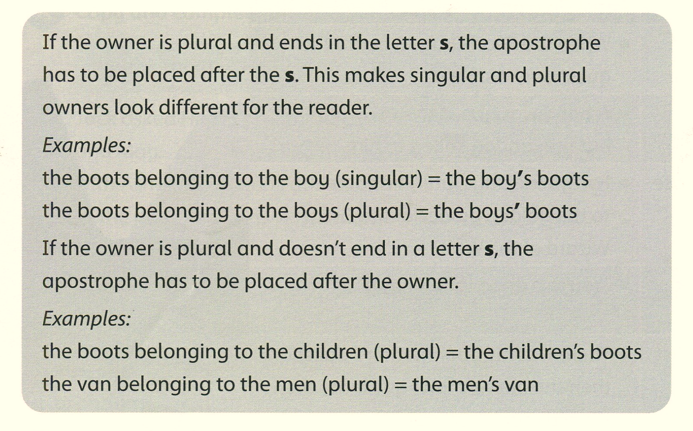 If the owner is plural and ends in the letter s, the apostrophe
has to be placed after the s. This makes singular and plural
owners look different for the reader.
Examples:
the boots belonging to the boy (singular) = the boy's boots
the boots belonging to the boys (plural) = the boys' boots
If the owner is plural and doesn't end in a letter s, the
apostrophe has to be placed after the owner.
Examples:
the boots belonging to the children (plural) = the children's boots
the van belonging to the men (plural) = the men's van